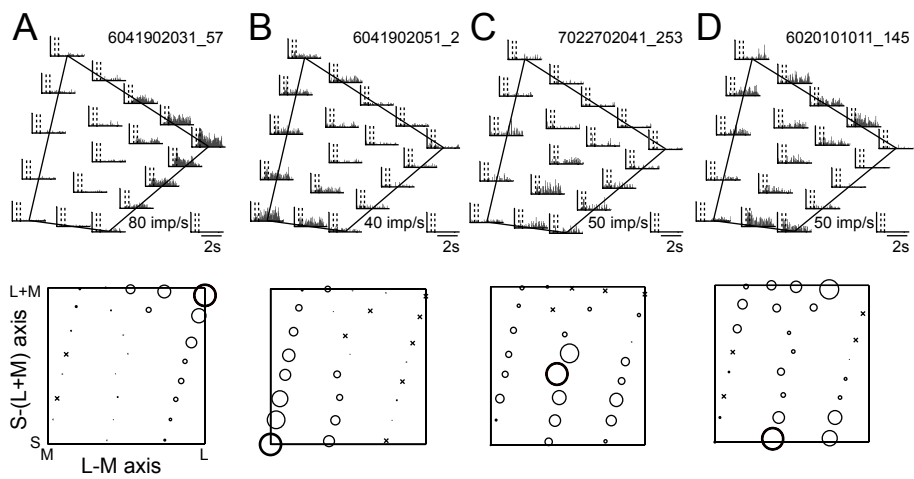 A
6041902031_57
B
6041902051_2
C
7022702041_253
D
6020101011_145
80 imp/s
2s
40 imp/s
2s
50 imp/s
2s
50 imp/s
2s
L+M
S-(L+M) axis
S
M
L
L-M axis